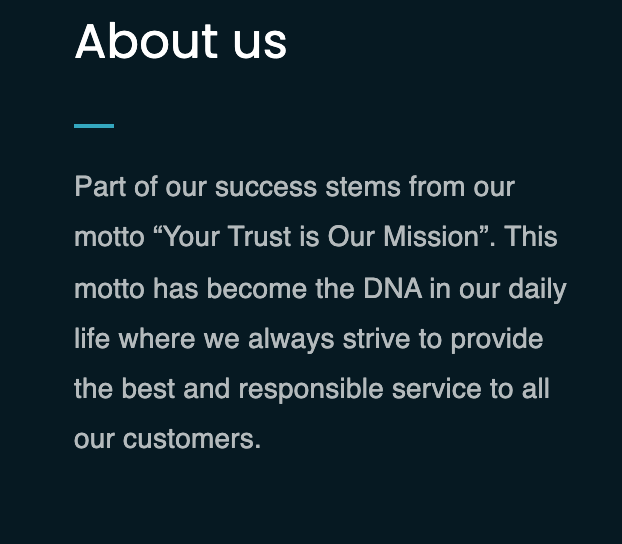 About us
Part of our success stems from our
motto “Your Trust is Our Mission”. This
motto has become the DNA in our daily
life where we always strive to provide
the best and responsible service to all
our customers.